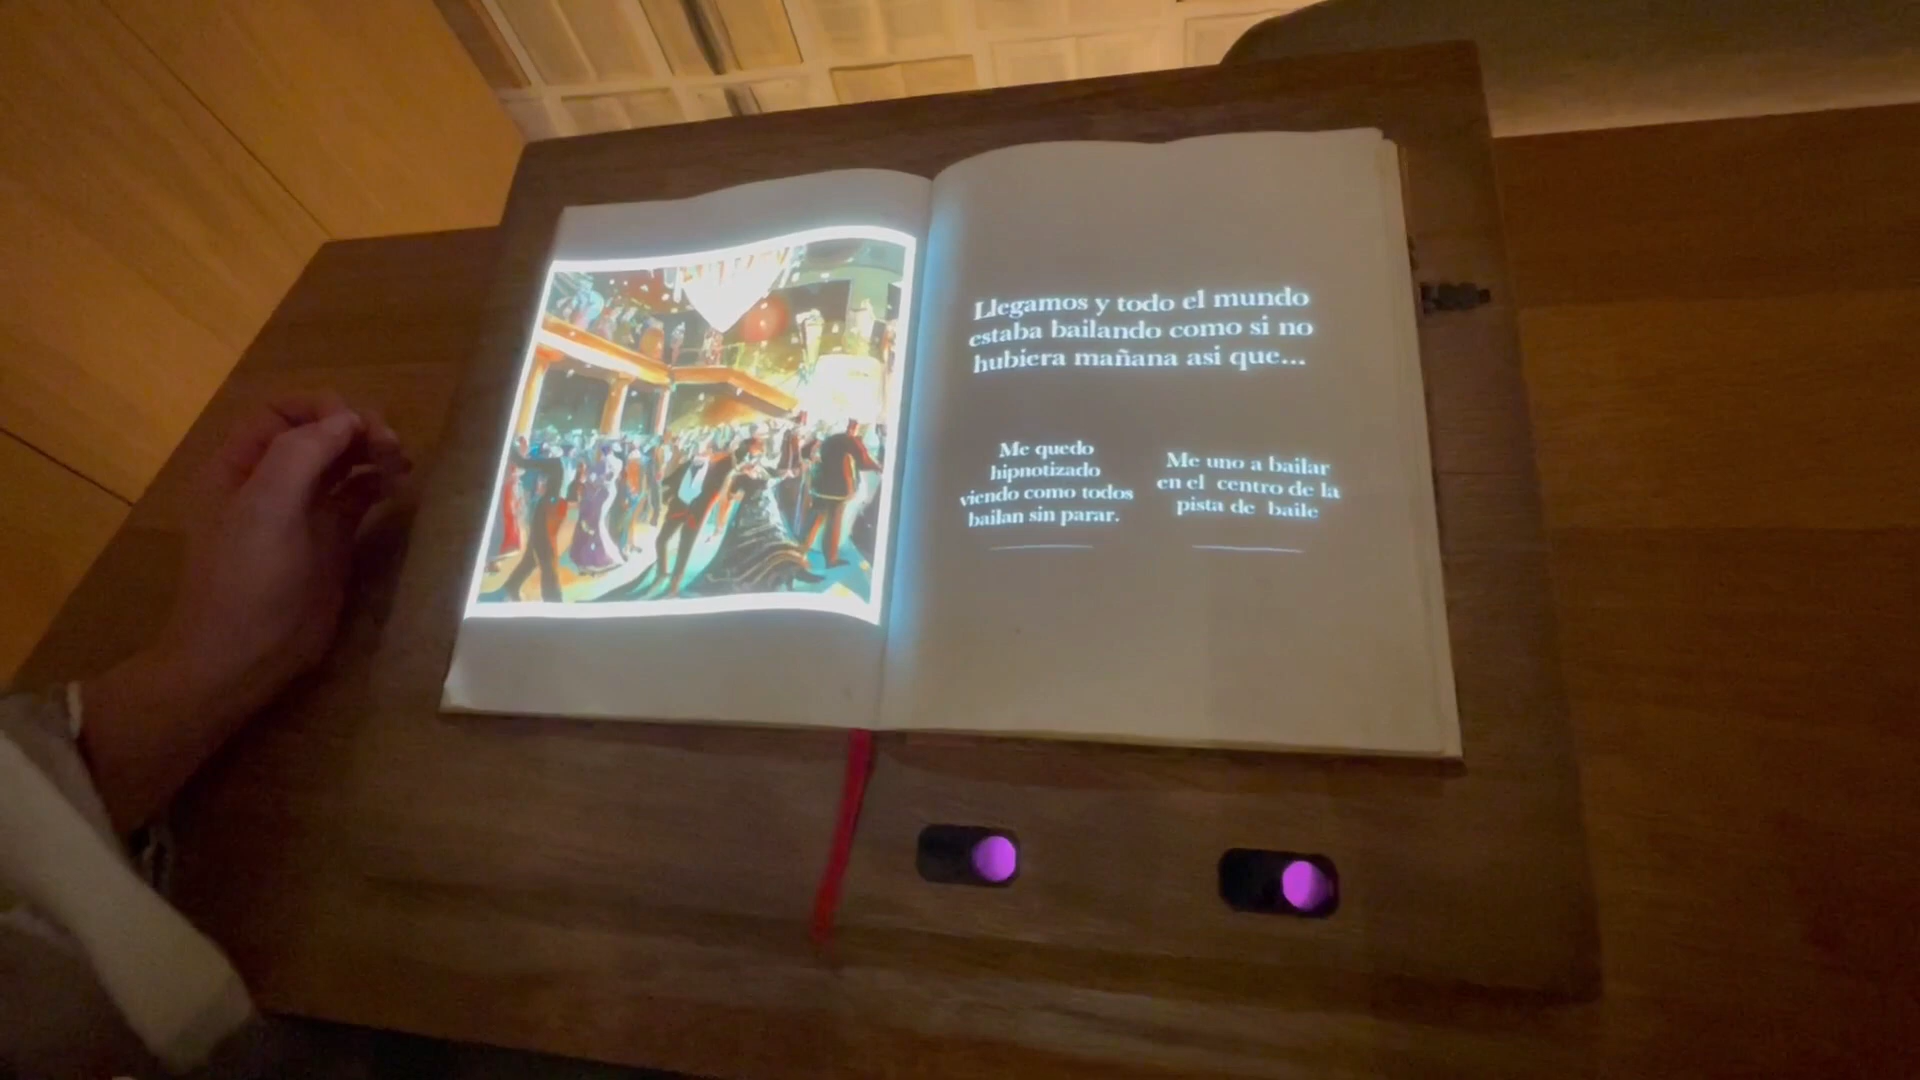 Llegamos y todo el mundo
estaba bailando como si no
hubiera mañana asi que...
Me quedo
hipnotizado
viendo como todos
bailan sin parar.
Me uno a bailar
en el centro de la
pista de baile